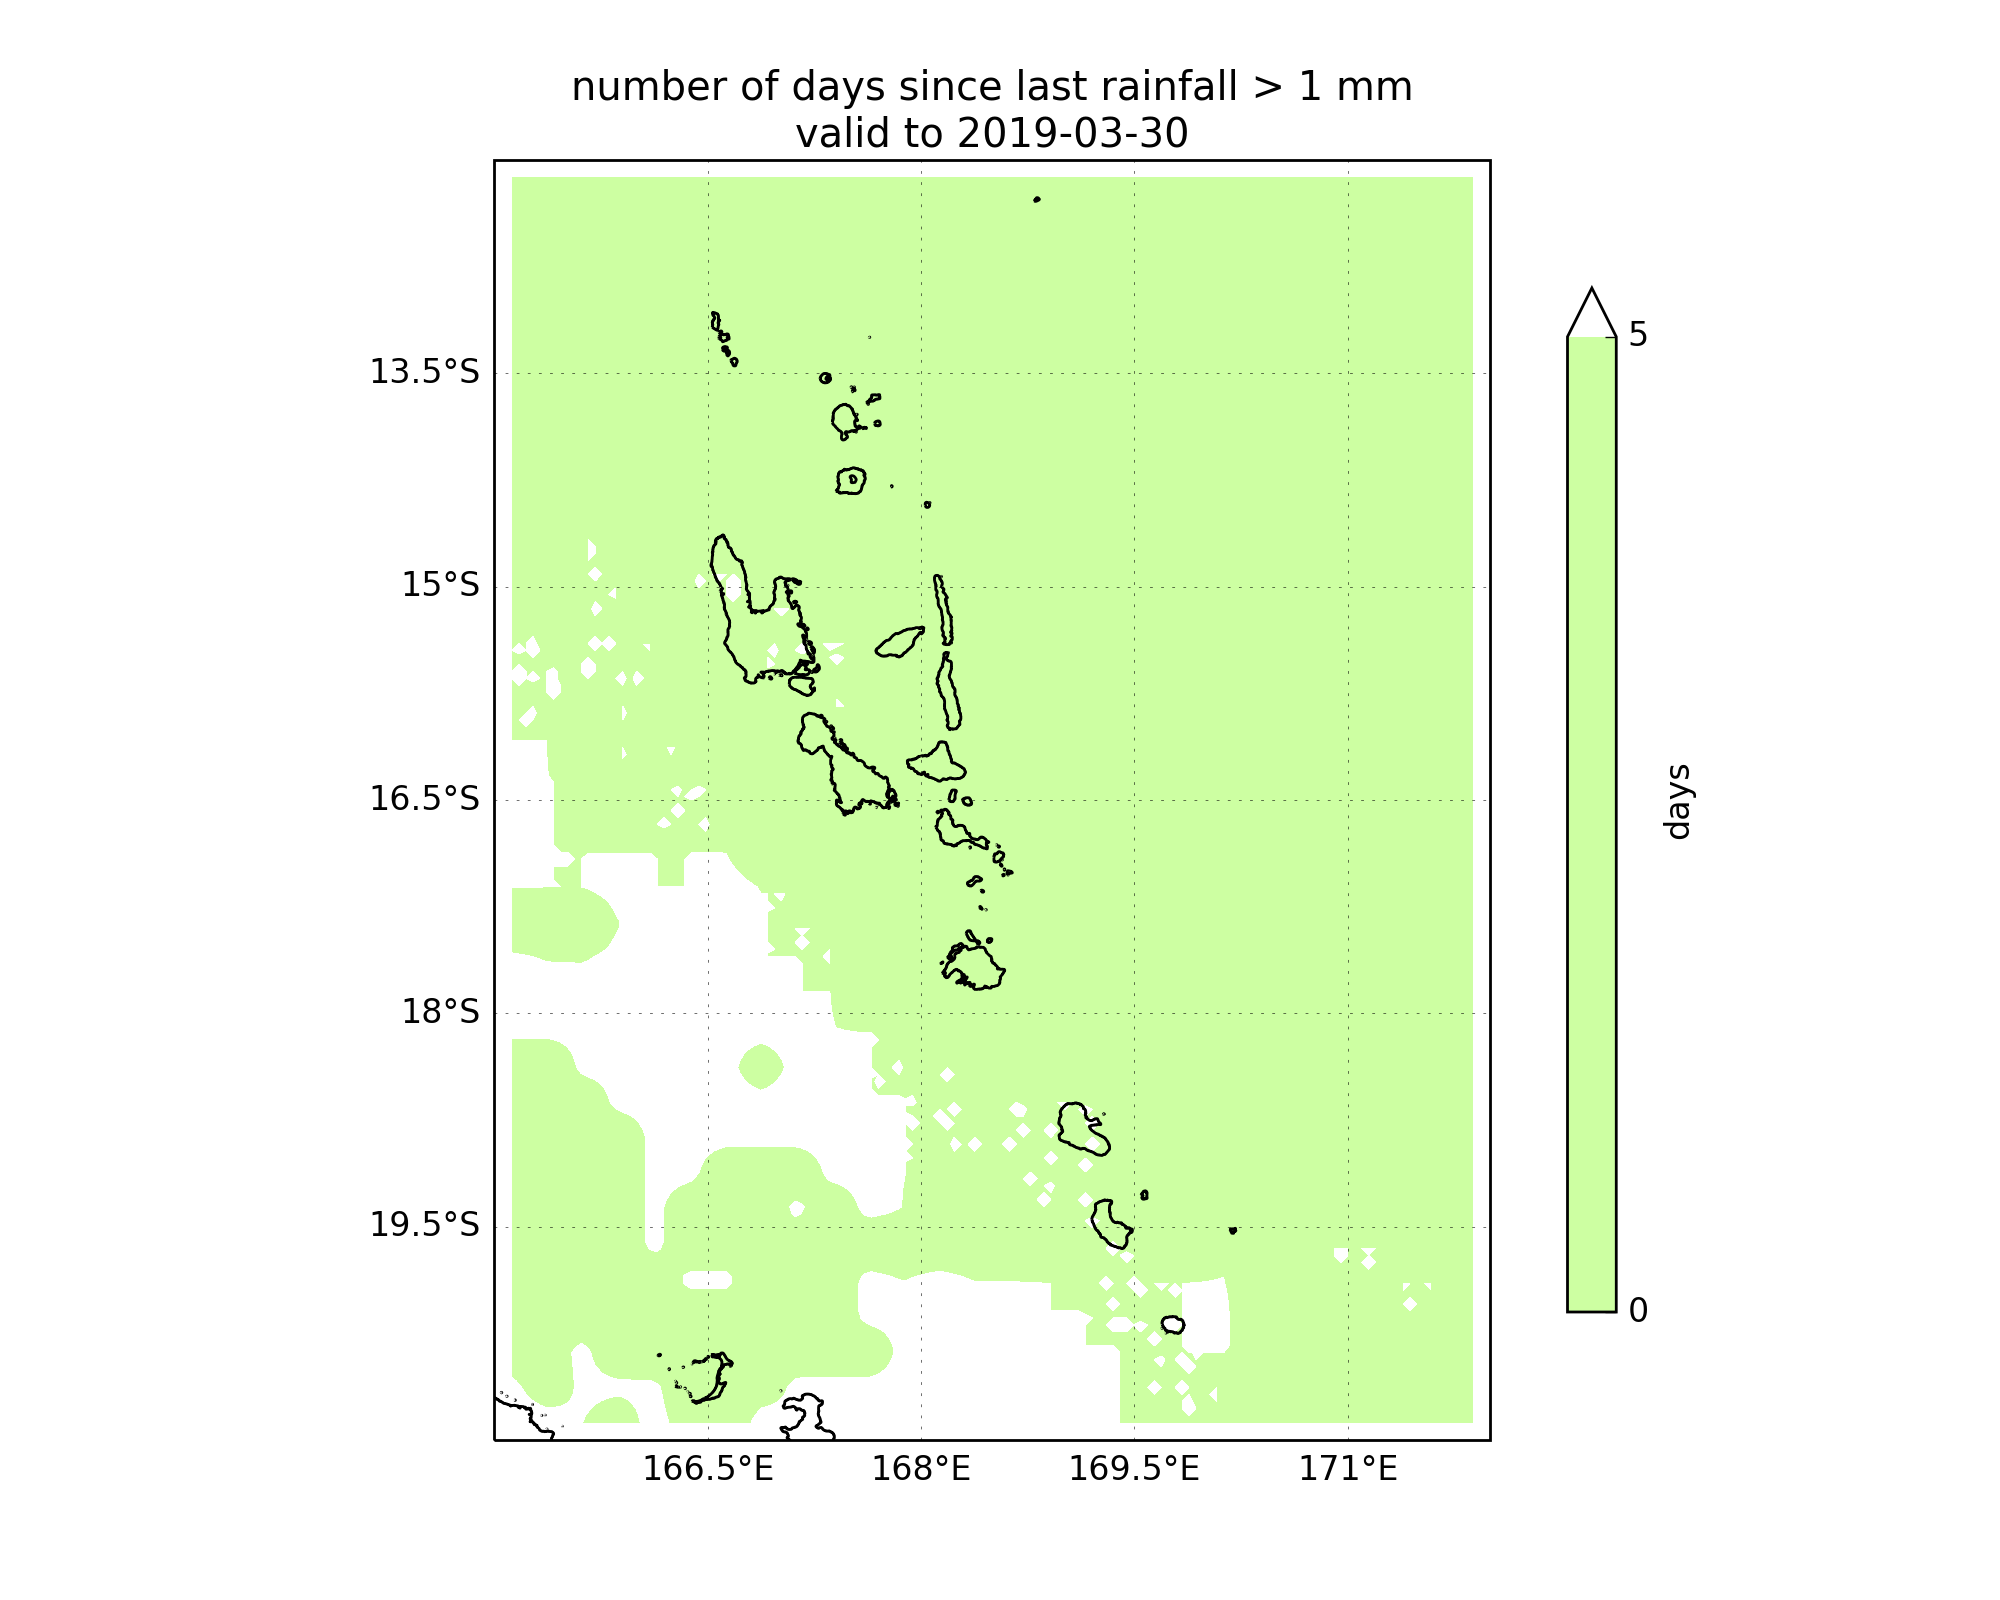 number of days since last rainfall > 1 mm
valid to 2019-03-30
13.5°S
15°S
16.5°S
18°S
19.5°S
166.5°E
168°E
169.5°E
171°E
5
0
days